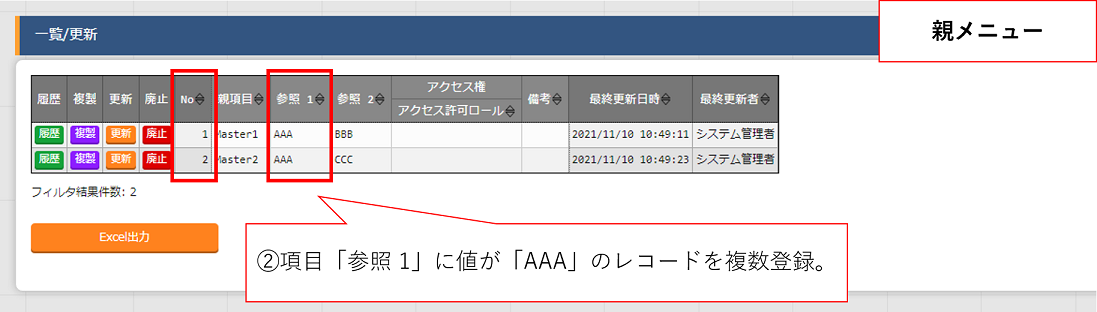 親メニュー
一覧/更新
履歴 複製 更新 廃止 No 親項目 参照 1 参照 2 アクセス権 備考 最終更新日時 最終更新者
アクセス許可ロール
履歴 複製 更新 廃止 1 Master1 AAA BBB 2021/11/10 10:49:11 システム管理者
履歴 複製 更新 廃止 2 Master2 AAA CCC 2021/11/10 10:49:23 システム管理者
フィルタ結果件数: 2
Excel出力
②項目「参照 1」に値が「AAA」のレコードを複数登録。